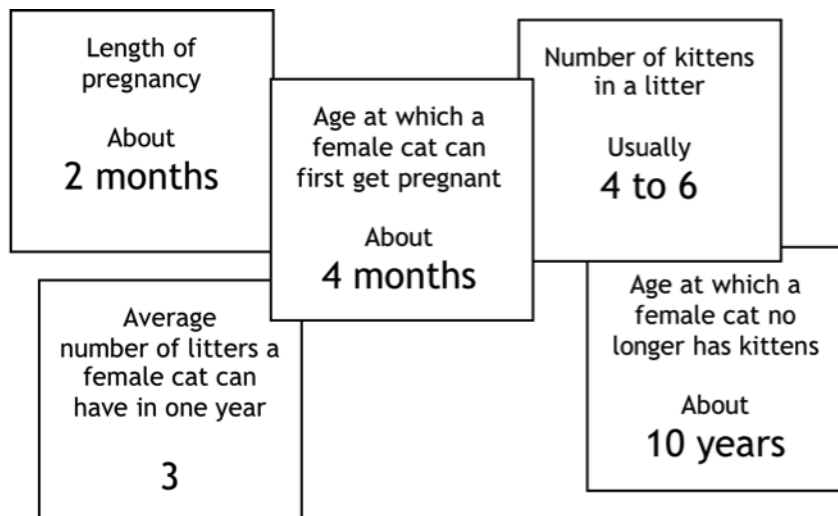 Length of
pregnancy
About
2 months
Age at which a
female cat can
first get pregnant
About
4 months
Number of kittens
in a litter
Usually
4 to 6
Average
number of litters a
female cat can
have in one year
3
Age at which a
female cat no
longer has kittens
About
10 years